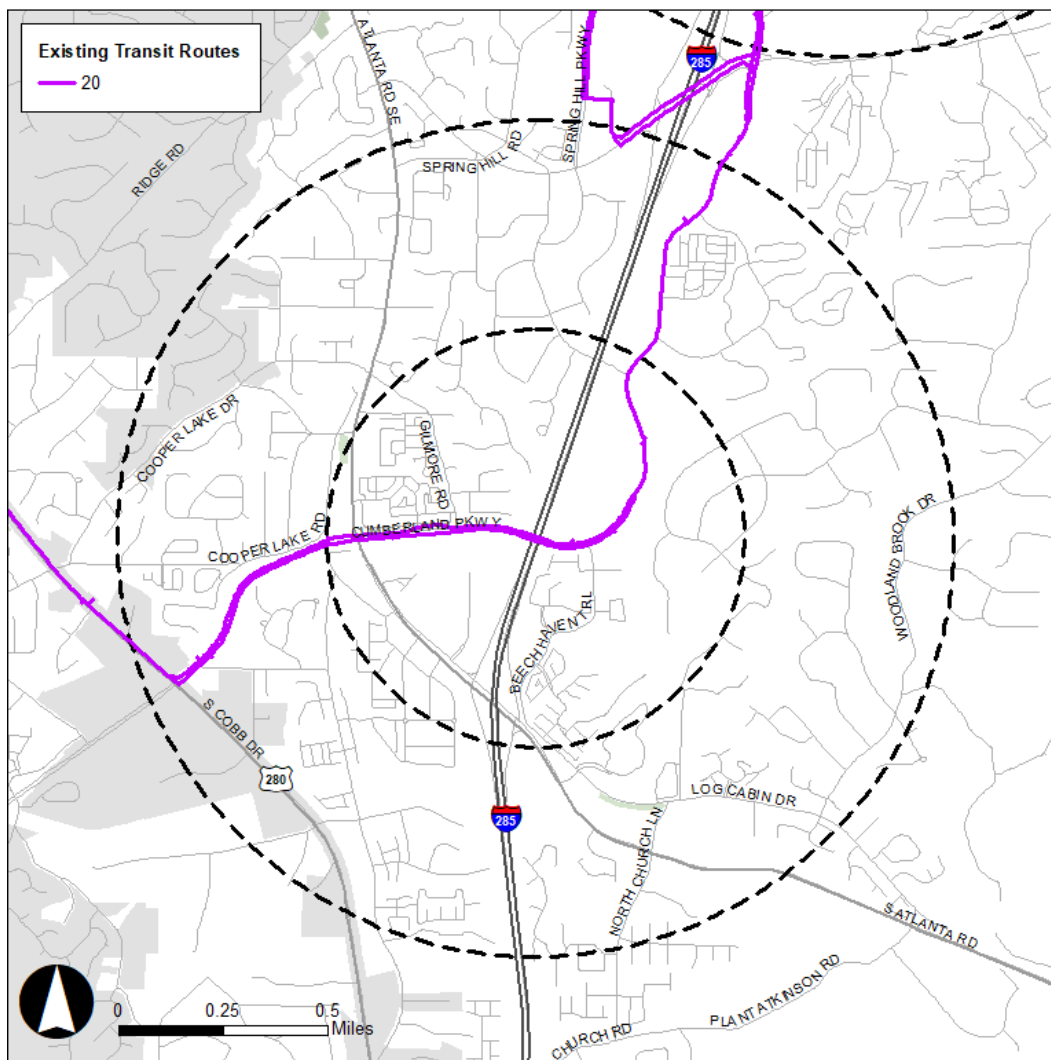 Existing Transit Routes
20
ATLANTA RD SE
SPRING HILL PKWY
285
RIDGE RD
SPRING HILL RD
COOPER LAKE DR
GILMORE RD
CUMBERLAND PKWY
COOPER LAKE RD
WOODLAND BROOK DR
BEECH HAVEN TRL
S COBB DR
280
285
LOG CABIN DR
NORTH CHURCH LN
S ATLANTA RD
PLANT ATKINSON RD
CHURCH RD
0 0.25 0.5
Miles